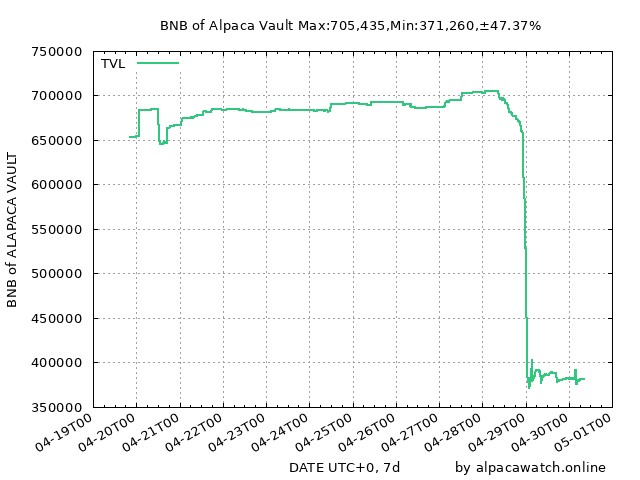 BNB of Alpaca Vault Max:705,435,Min:371,260,±47.37%
TVL
BNB of ALAPACA VAULT
750000
700000
650000
600000
550000
500000
450000
400000
350000
04-19T00
04-20T00
04-21T00
04-22T00
04-23T00
04-24T00
04-25T00
04-26T00
04-27T00
04-28T00
04-29T00
04-30T00
05-01T00
DATE UTC+0, 7d
by alpacawatch.online